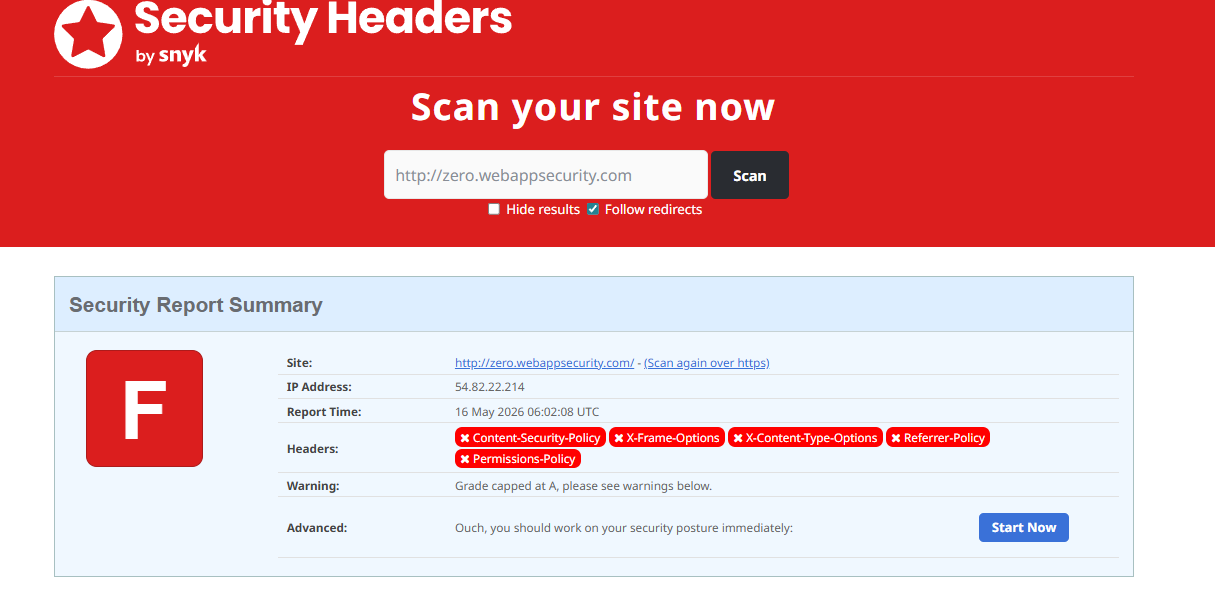 Security Headers
by snyk
Scan your site now
http://zero.webappsecurity.com
Scan
Hide results Follow redirects
Security Report Summary
F
Site: http://zero.webappsecurity.com/ - (Scan again over https)
IP Address: 54.82.22.214
Report Time: 16 May 2026 06:02:08 UTC
Headers: ✖ Content-Security-Policy ✖ X-Frame-Options ✖ X-Content-Type-Options ✖ Referrer-Policy
✖ Permissions-Policy
Warning: Grade capped at A, please see warnings below.
Advanced: Ouch, you should work on your security posture immediately: Start Now